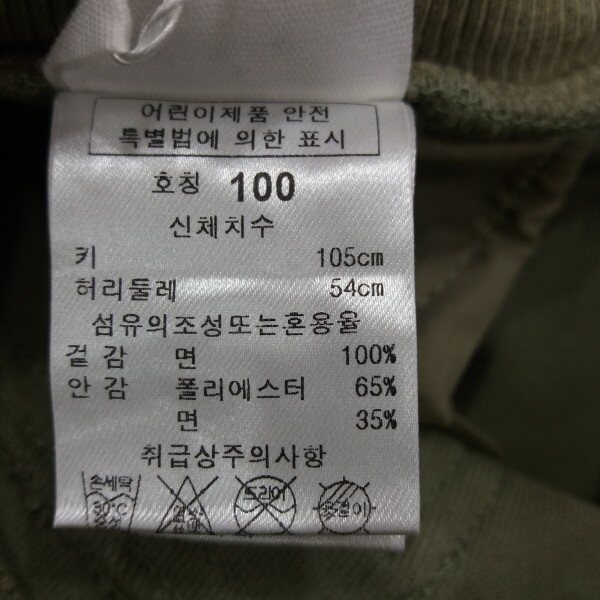 어린이제품 안전
특별법에 의한 표시
호칭 100
신체치수
키 105cm
허리둘레 54cm
섬유의조성또는혼용율
겉 감 면 100%
안 감 폴리에스터 65%
면 35%
취급상주의사항
손세탁 드라이 옷걸이
30°C